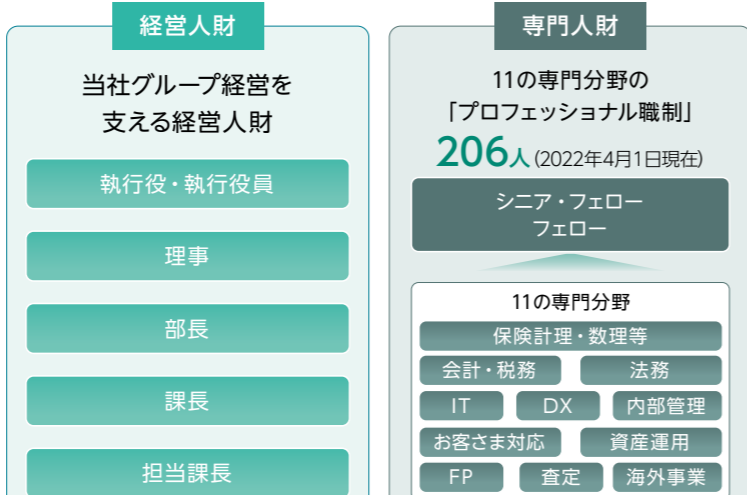 経営人財
当社グループ経営を
支える経営人財
執行役・執行役員
理事
部長
課長
担当課長
専門人財
11の専門分野の
「プロフェッショナル職制」
206人(2022年4月1日現在)
シニア・フェロー
フェロー
11の専門分野
保険計理・数理等
会計・税務 法務
IT DX 内部管理
お客さま対応 資産運用
FP 査定 海外事業